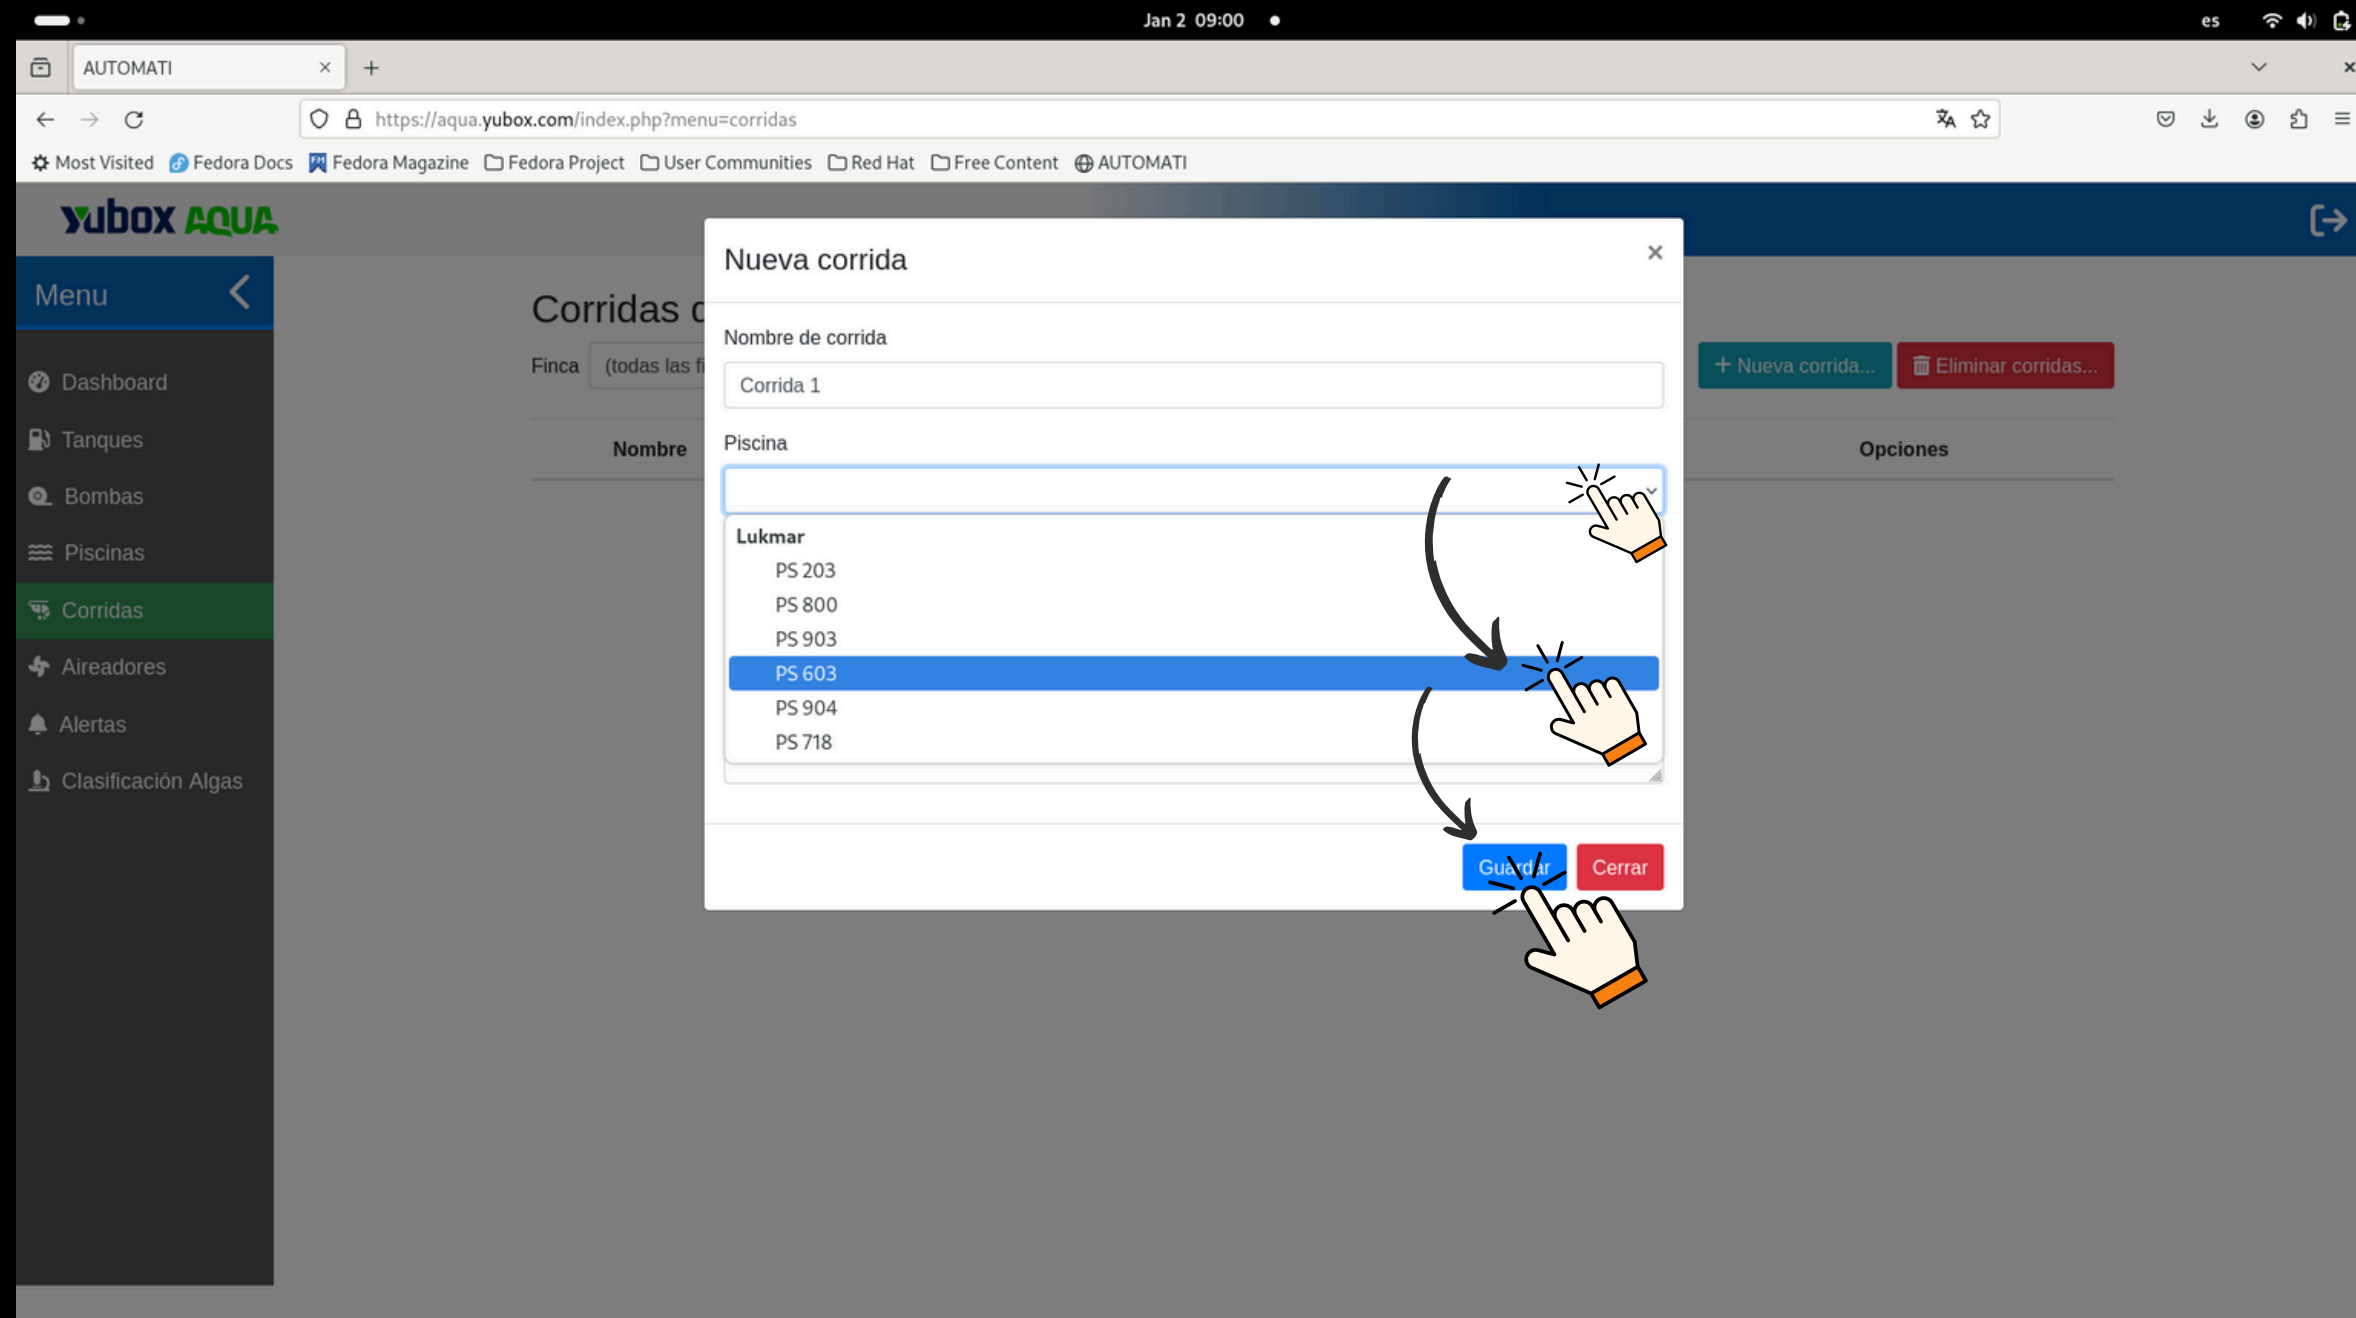 Jan 2 09:00
es
AUTOMATI
https://aqua.yubox.com/index.php?menu=corridas
Most Visited Fedora Docs Fedora Magazine Fedora Project User Communities Red Hat Free Content AUTOMATI
yubox AQUA
Menu
Dashboard
Tanques
Bombas
Piscinas
Corridas
Aireadores
Alertas
Clasificación Algas
Corridas
Finca (todas las
+ Nueva corrida... Eliminar corridas...
Nombre Opciones
Nueva corrida ×
Nombre de corrida
Corrida 1
Piscina
Lukmar
PS 203
PS 800
PS 903
PS 603
PS 904
PS 718
Guardar Cerrar